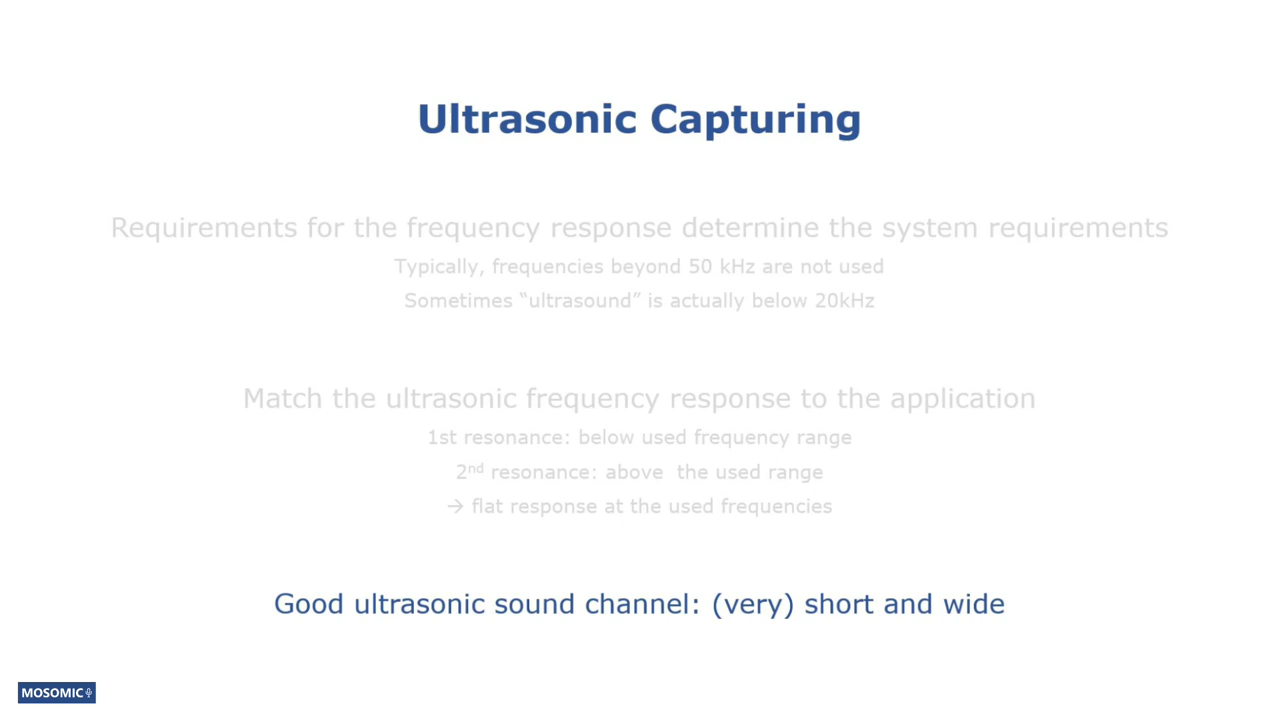 Ultrasonic Capturing
Requirements for the frequency response determine the system requirements
Typically, frequencies beyond 50 kHz are not used
Sometimes “ultrasound” is actually below 20kHz
Match the ultrasonic frequency response to the application
1st resonance: below used frequency range
2nd resonance: above  the used range
→ flat response at the used frequencies
Good ultrasonic sound channel: (very) short and wide
MOSOMIC